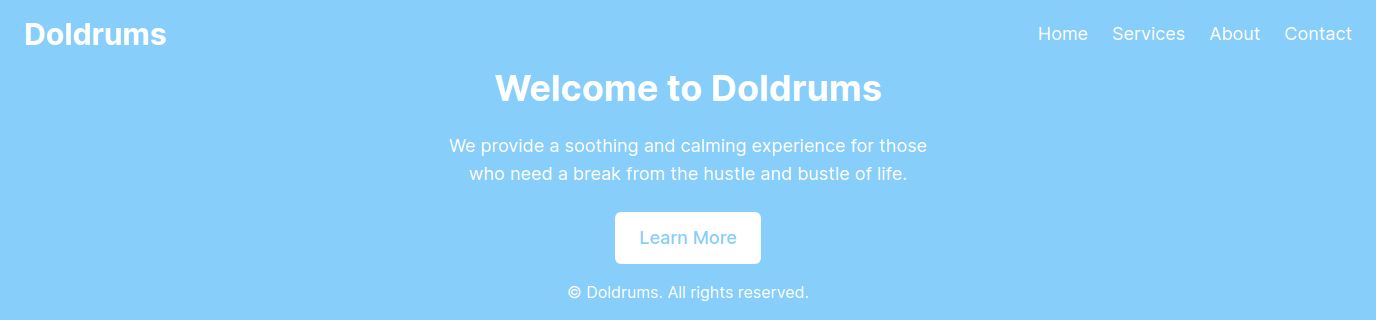 Doldrums
Home Services About Contact
Welcome to Doldrums
We provide a soothing and calming experience for those
who need a break from the hustle and bustle of life.
Learn More
© Doldrums. All rights reserved.